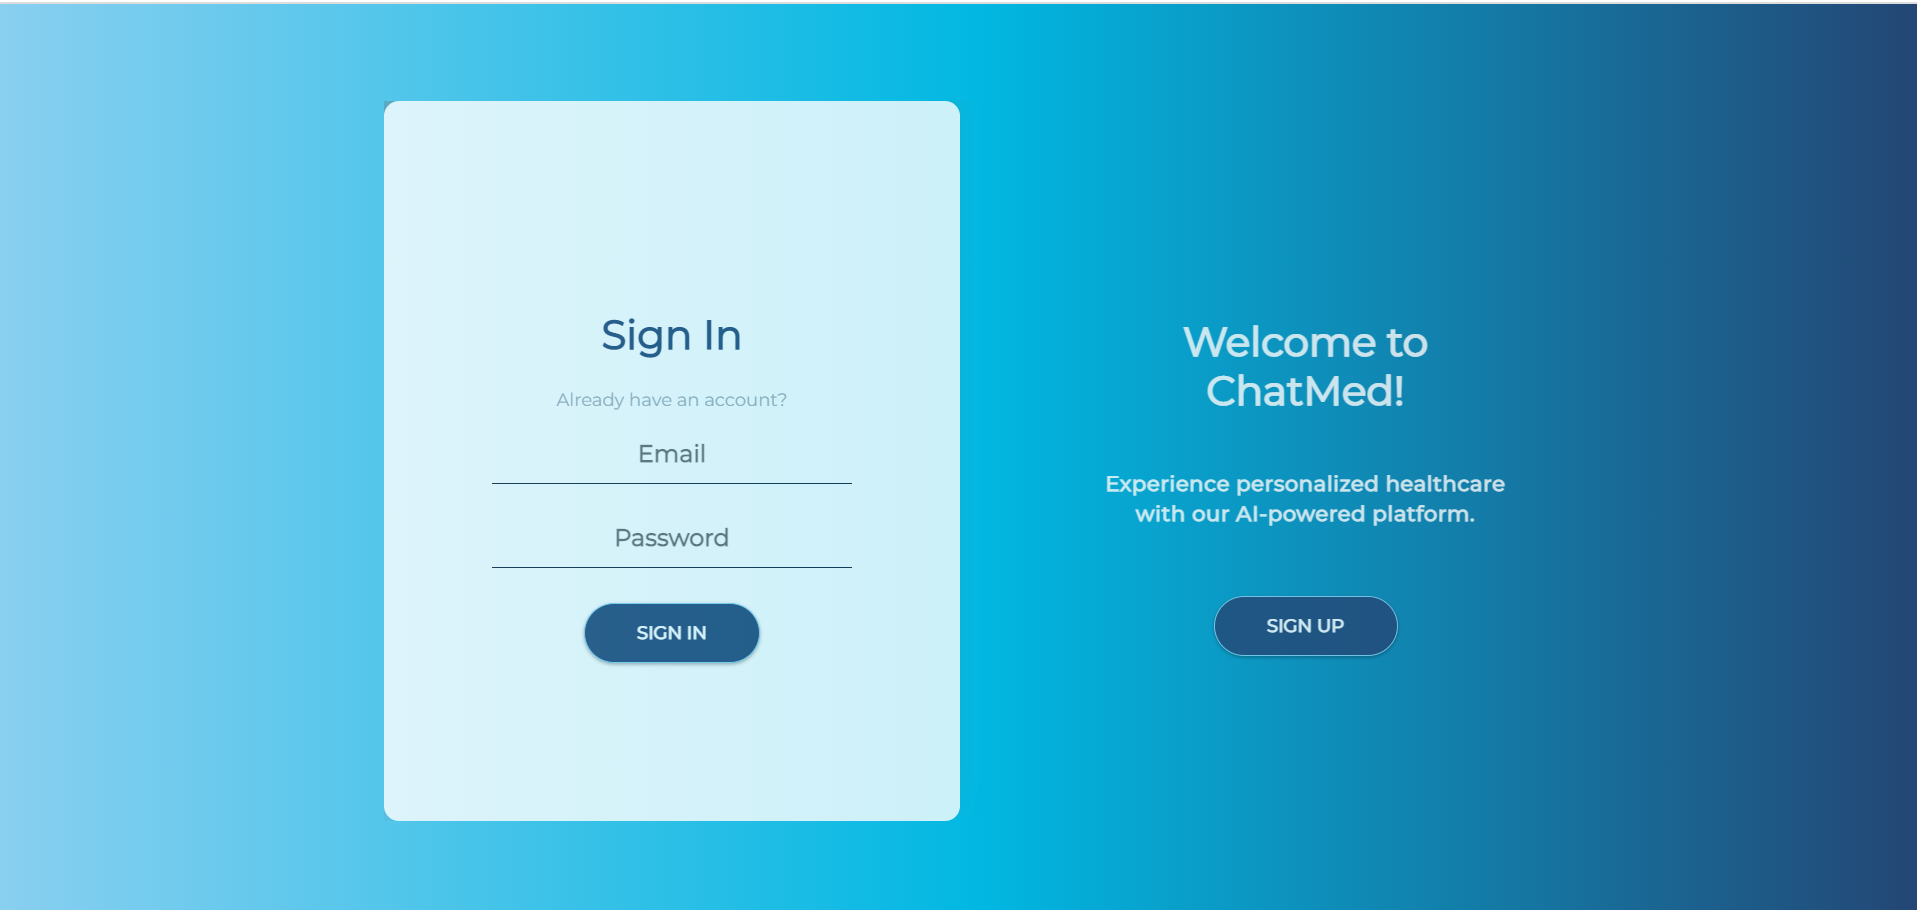 Sign In
Already have an account?
Email
Password
SIGN IN
Welcome to
ChatMed!
Experience personalized healthcare
with our AI-powered platform.
SIGN UP